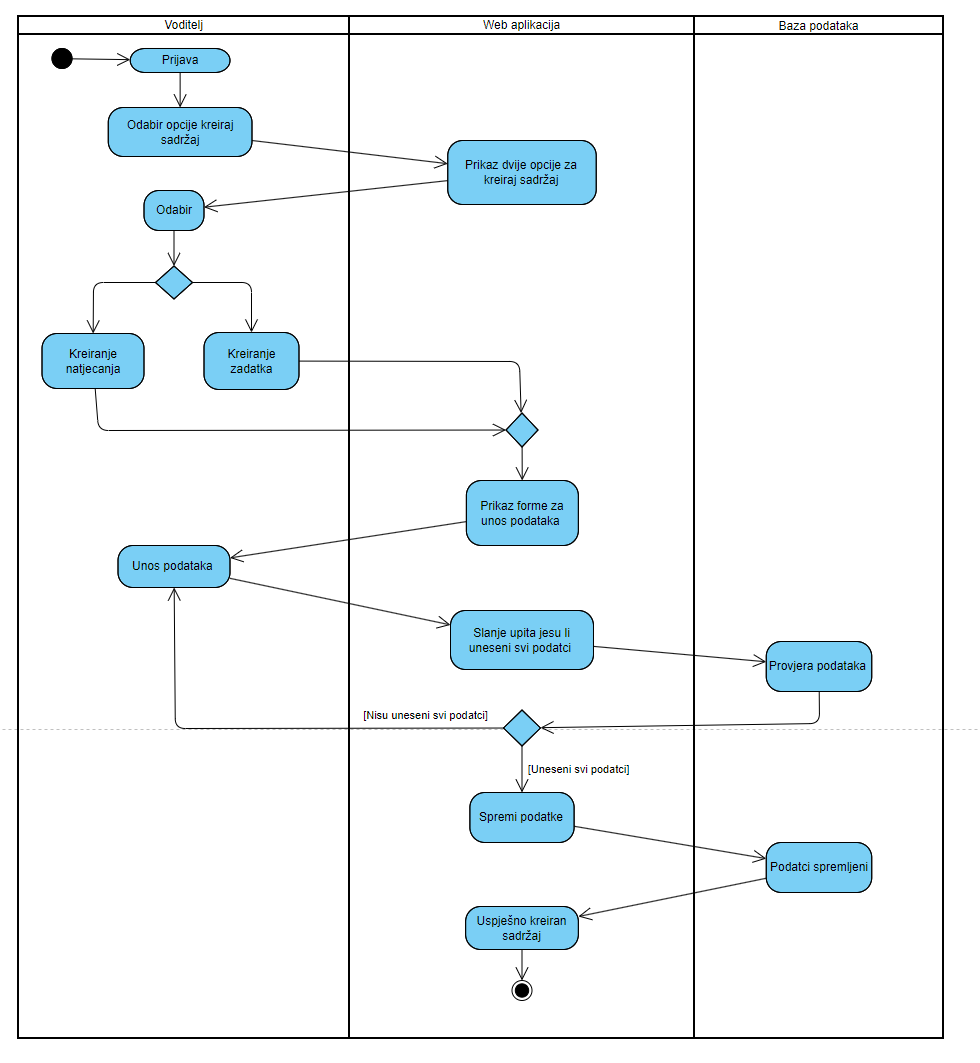 Voditelj
Web aplikacija
Baza podataka
Prijava
Odabir opcije kreiraj
sadržaj
Prikaz dvije opcije za
kreiraj sadržaj
Odabir
Kreiranje
natjecanja
Kreiranje
zadatka
Prikaz forme za
unos podataka
Unos podataka
Slanje upita jesu li
uneseni svi podatci
Provjera podataka
[Nisu uneseni svi podatci]
[Uneseni svi podatci]
Spremi podatke
Podatci spremljeni
Uspješno kreiran
sadržaj